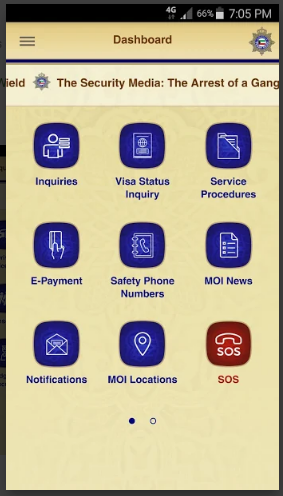 4G 66% 7:05 PM
Dashboard
ield The Security Media: The Arrest of a Gang
Inquiries
Visa Status
Inquiry
Service
Procedures
E-Payment
Safety Phone
Numbers
MOI News
Notifications
MOI Locations
SOS
SOS